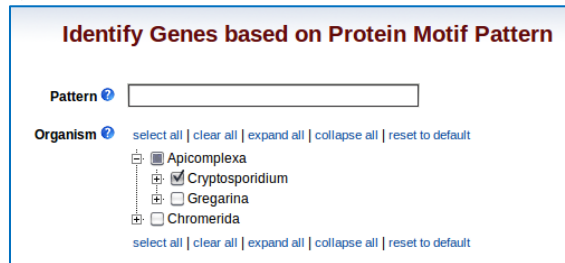 Identify Genes based on Protein Motif Pattern
Pattern ?
Organism ? select all | clear all | expand all | collapse all | reset to default
Apicomplexa
Cryptosporidium
Gregarina
Chromerida
select all | clear all | expand all | collapse all | reset to default